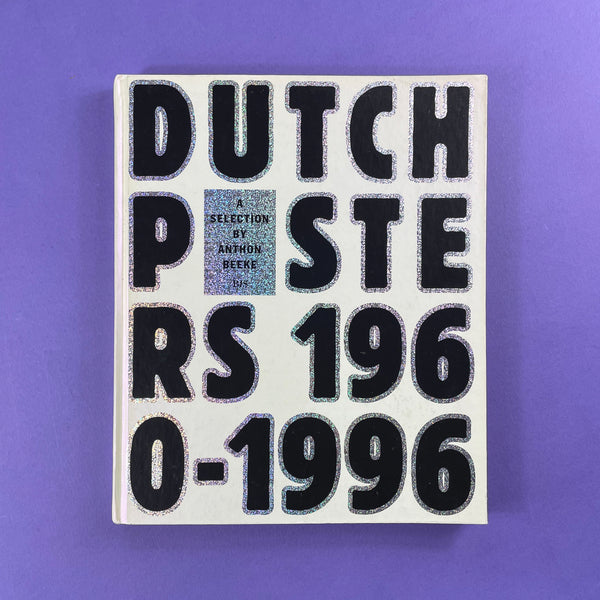 DUTCH
P STE
A
SELECTION
BY
ANTHON
BEEKE
BIS
RS 196
0-1996